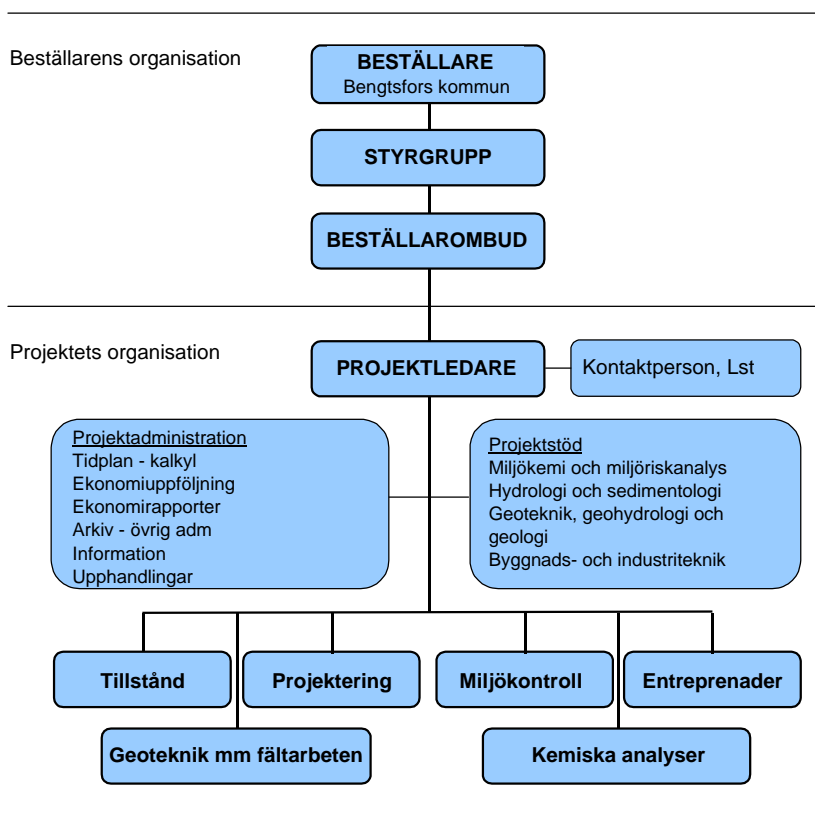 Beställarens organisation
BESTÄLLARE
Bengtsfors kommun
STYRGRUPP
BESTÄLLAROMBUD
Projektets organisation
PROJEKTLEDARE
Kontaktperson, Lst
Projektadministration
Tidplan - kalkyl
Ekonomiuppföljning
Ekonomirapporter
Arkiv - övrig adm
Information
Upphandlingar
Projektstöd
Miljökemi och miljöriskanalys
Hydrologi och sedimentologi
Geoteknik, geohydrologi och
geologi
Byggnads- och industriteknik
Tillstånd
Projektering
Miljökontroll
Entreprenader
Geoteknik mm fältarbeten
Kemiska analyser